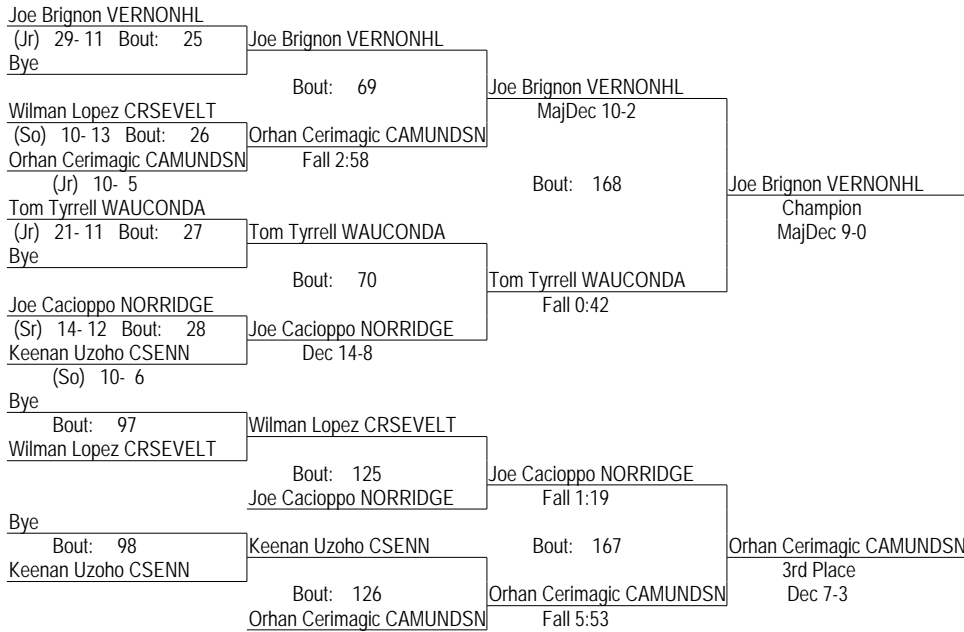 Joe Brignon VERNONHL
(Jr) 29- 11 Bout: 25
Joe Brignon VERNONHL
Bye
Bout: 69
Joe Brignon VERNONHL
Wilman Lopez CRSEVELT
MajDec 10-2
(So) 10- 13 Bout: 26
Orhan Cerimagic CAMUNDSN
Orhan Cerimagic CAMUNDSN
Fall 2:58
(Jr) 10- 5
Bout: 168
Joe Brignon VERNONHL
Tom Tyrrell WAUCONDA
Champion
(Jr) 21- 11 Bout: 27
Tom Tyrrell WAUCONDA
MajDec 9-0
Bye
Bout: 70
Tom Tyrrell WAUCONDA
Joe Cacioppo NORRIDGE
Fall 0:42
(Sr) 14- 12 Bout: 28
Joe Cacioppo NORRIDGE
Keenan Uzoho CSENN
Dec 14-8
(So) 10- 6
Bye
Bout: 97
Wilman Lopez CRSEVELT
Wilman Lopez CRSEVELT
Bout: 125
Joe Cacioppo NORRIDGE
Joe Cacioppo NORRIDGE
Fall 1:19
Bye
Bout: 98
Keenan Uzoho CSENN
Bout: 167
Orhan Cerimagic CAMUNDSN
Keenan Uzoho CSENN
3rd Place
Bout: 126
Orhan Cerimagic CAMUNDSN
Dec 7-3
Orhan Cerimagic CAMUNDSN
Fall 5:53